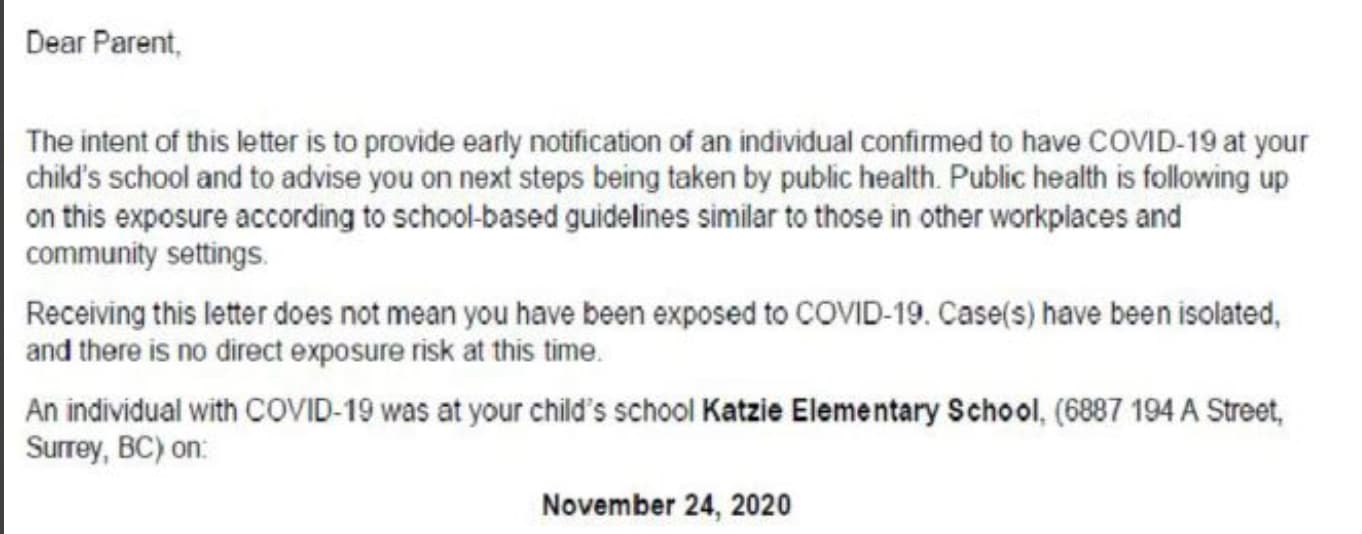 Dear Parent,
The intent of this letter is to provide early notification of an individual confirmed to have COVID-19 at your
child's school and to advise you on next steps being taken by public health. Public health is following up
on this exposure according to school-based guidelines similar to those in other workplaces and
community settings.
Receiving this letter does not mean you have been exposed to COVID-19. Case(s) have been isolated,
and there is no direct exposure risk at this time.
An individual with COVID-19 was at your child's school Katzie Elementary School, (6887 194 A Street,
Surrey, BC) on:
November 24, 2020